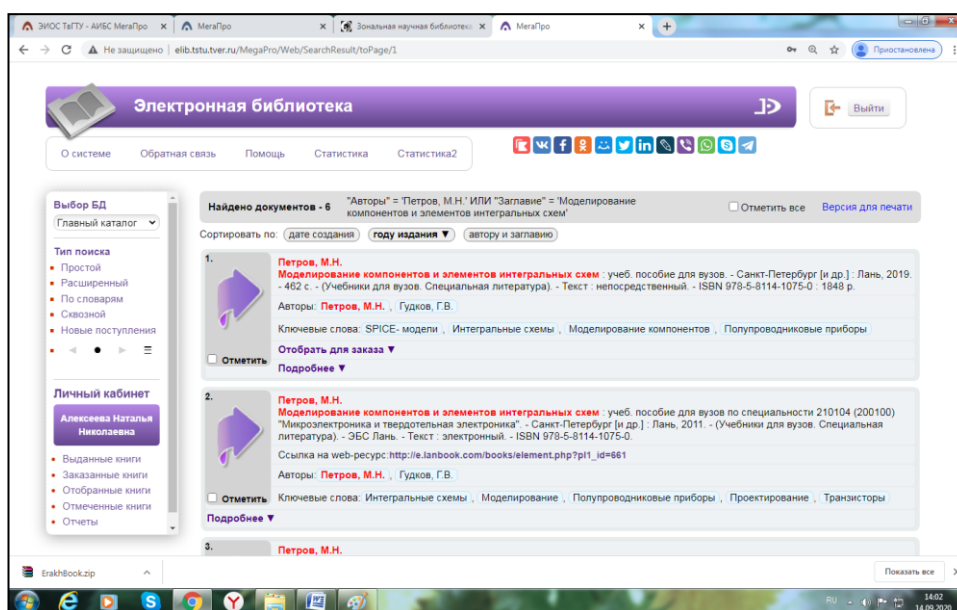 ЭИОС ТвГТУ - АИБС МегаПро
МегаПро
Зональная научная библиотека
МегаПро
Не защищено | elib.tstu.tver.ru/MegaPro/Web/SearchResult/toPage/1
Приостановлена
Электронная библиотека
Выйти
О системе Обратная связь Помощь Статистика Статистика2
Выбор БД
Главный каталог
Тип поиска
Простой
Расширенный
По словарям
Сквозной
Новые поступления
Личный кабинет
Алексеева Наталья
Николаевна
Выданные книги
Заказанные книги
Отобранные книги
Отмеченные книги
Отчеты
Найдено документов - 6
"Авторы" = 'Петров, М.Н.' ИЛИ "Заглавие" = 'Моделирование
компонентов и элементов интегральных схем'
Отметить все
Версия для печати
Сортировать по: дате создания году издания ▼ автору и заглавию
1.
Петров, М.Н.
Моделирование компонентов и элементов интегральных схем : учеб. пособие для вузов. - Санкт-Петербург [и др.] : Лань, 2019.
- 462 с. - (Учебники для вузов. Специальная литература). - Текст : непосредственный. - ISBN 978-5-8114-1075-0 : 1848 р.
Авторы: Петров, М.Н. , Гудков, Г.В.
Ключевые слова: SPICE- модели , Интегральные схемы , Моделирование компонентов , Полупроводниковые приборы
Отобрать для заказа ▼
Отметить
Подробнее ▼
2.
Петров, М.Н.
Моделирование компонентов и элементов интегральных схем : учеб. пособие для вузов по специальности 210104 (200100)
"Микроэлектроника и твердотельная электроника". - Санкт-Петербург [и др.] : Лань, 2011. - (Учебники для вузов. Специальная
литература). - ЭБС Лань. - Текст : электронный. - ISBN 978-5-8114-1075-0.
Ссылка на web-ресурс:http://e.lanbook.com/books/element.php?pl1_id=661
Авторы: Петров, М.Н. , Гудков, Г.В.
Отметить
Ключевые слова: Интегральные схемы , Моделирование , Полупроводниковые приборы , Проектирование , Транзисторы
Подробнее ▼
3.
Петров, М.Н.
ErakhBook.zip
Показать все
RU
14:02
14.09.2020